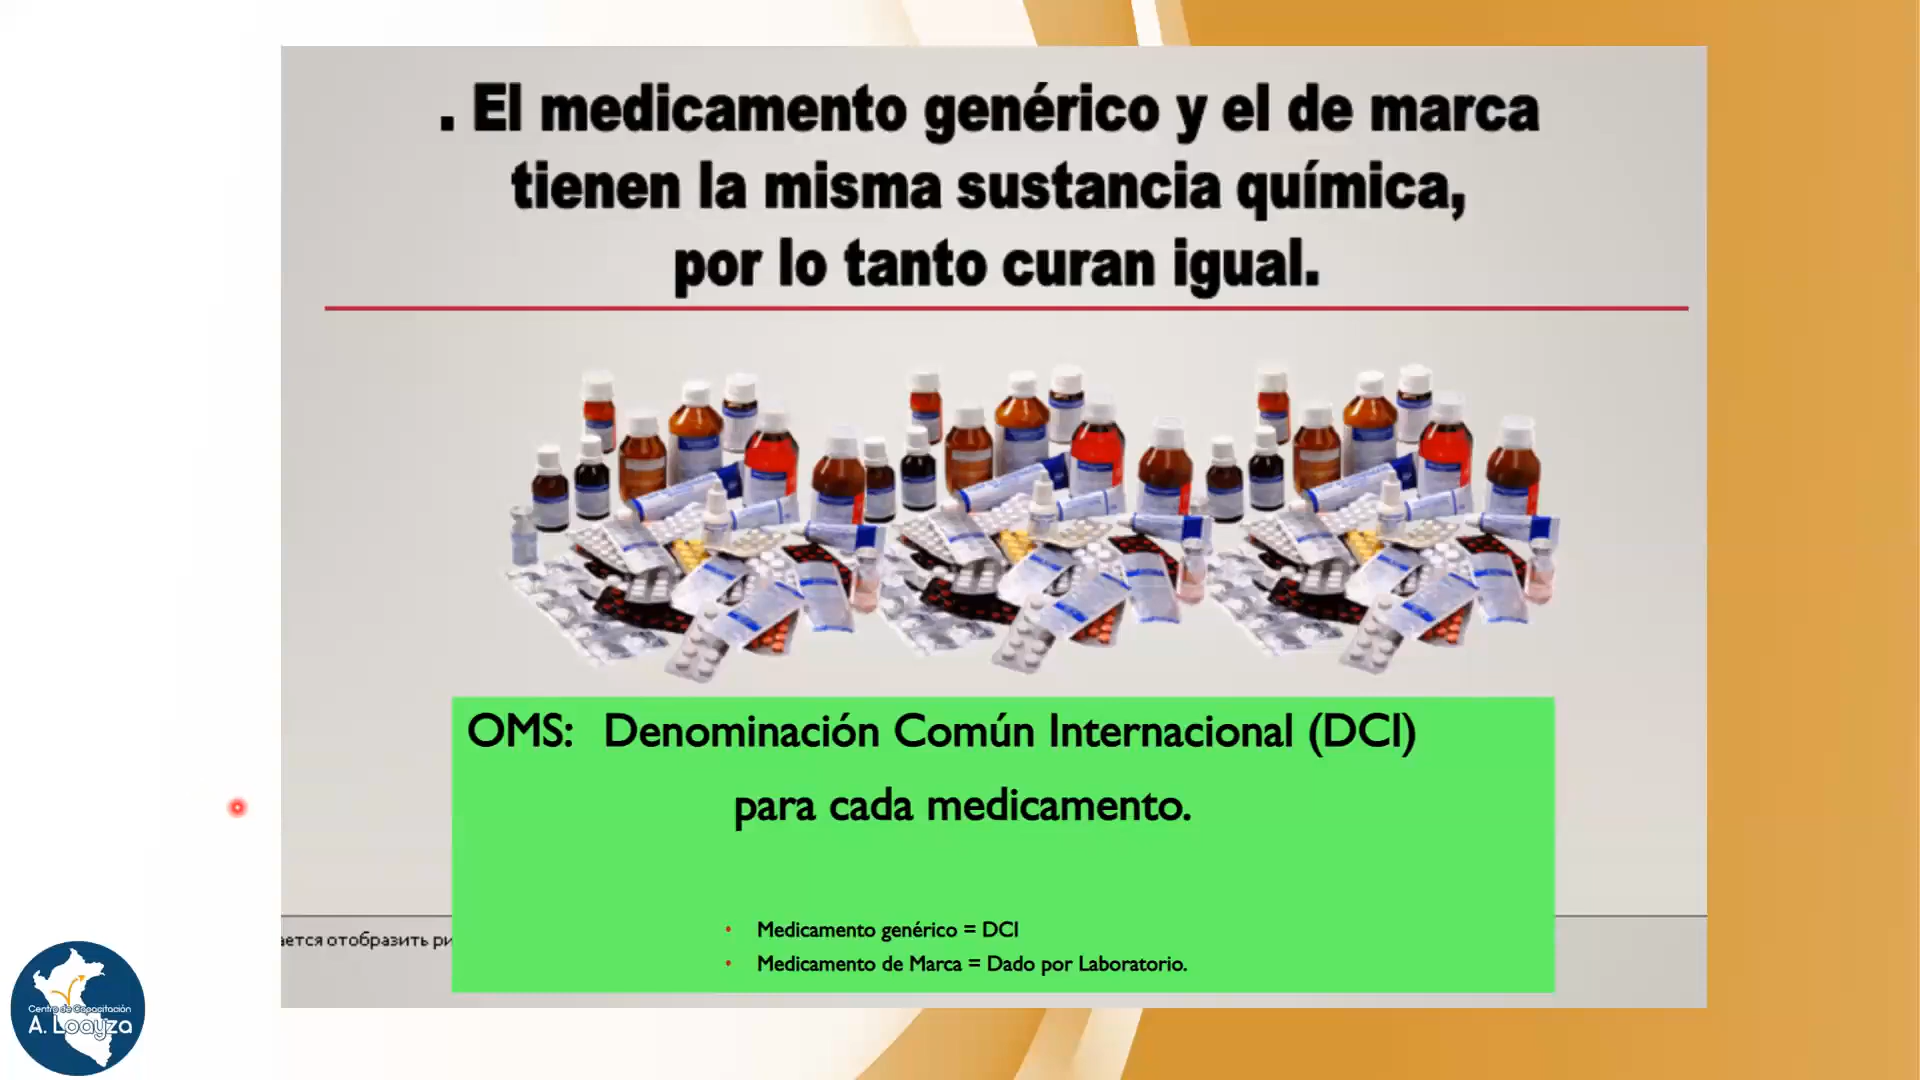 . El medicamento genérico y el de marca
tienen la misma sustancia química,
por lo tanto curan igual.
OMS: Denominación Común Internacional (DCI)
para cada medicamento.
• Medicamento genérico = DCI
• Medicamento de Marca = Dado por Laboratorio.
ается отобразить ри
Centro de Capacitación
A. Loayza